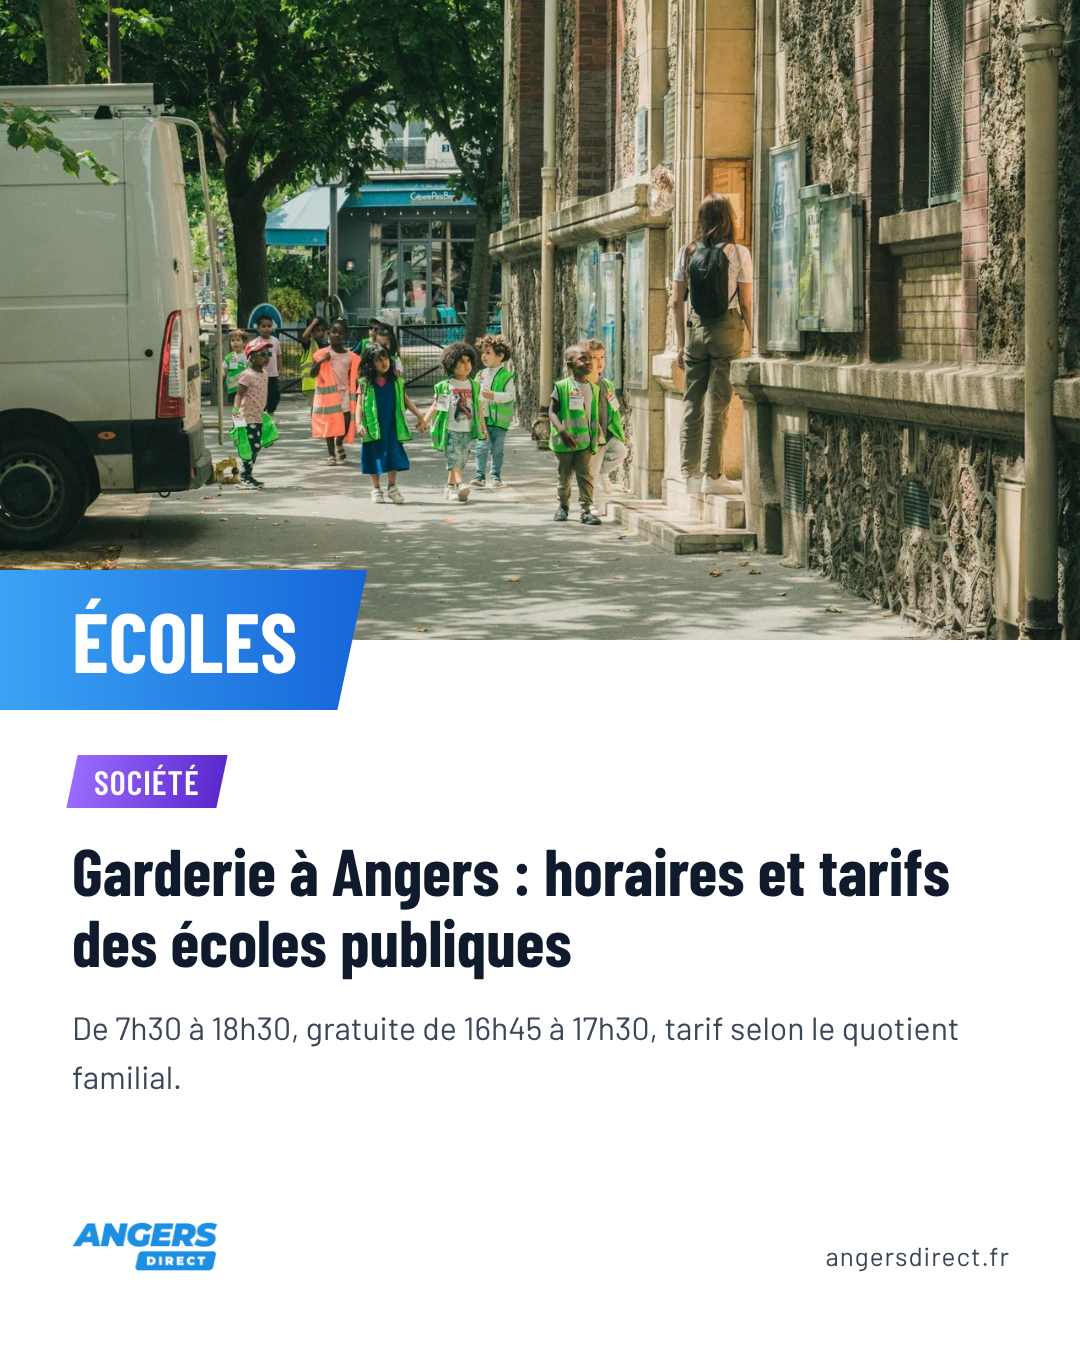 ÉCOLES
SOCIÉTÉ
Garderie à Angers : horaires et tarifs
des écoles publiques
De 7h30 à 18h30, gratuite de 16h45 à 17h30, tarif selon le quotient
familial.
ANGERS
DIRECT
angersdirect.fr